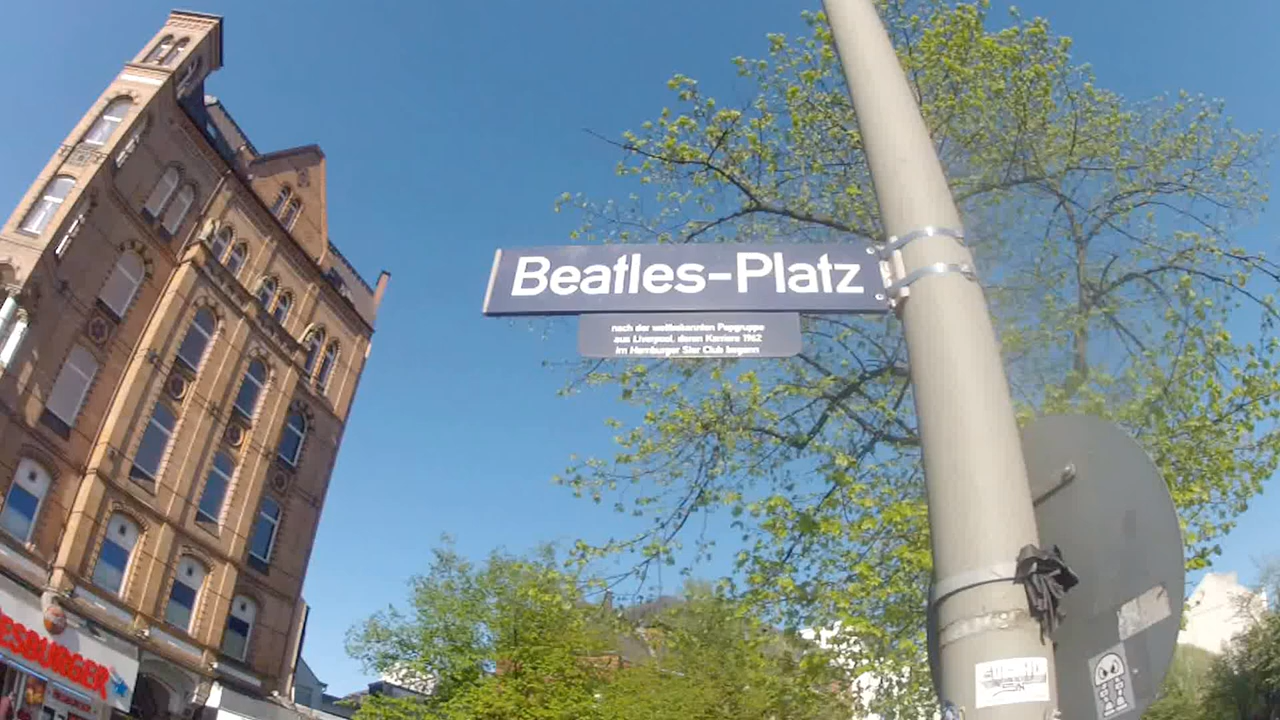 Beatles-Platz
nach der weltbekannten Popgruppe
aus Liverpool, deren Karriere 1962
im Hamburger Star Club begann
ESBURGER